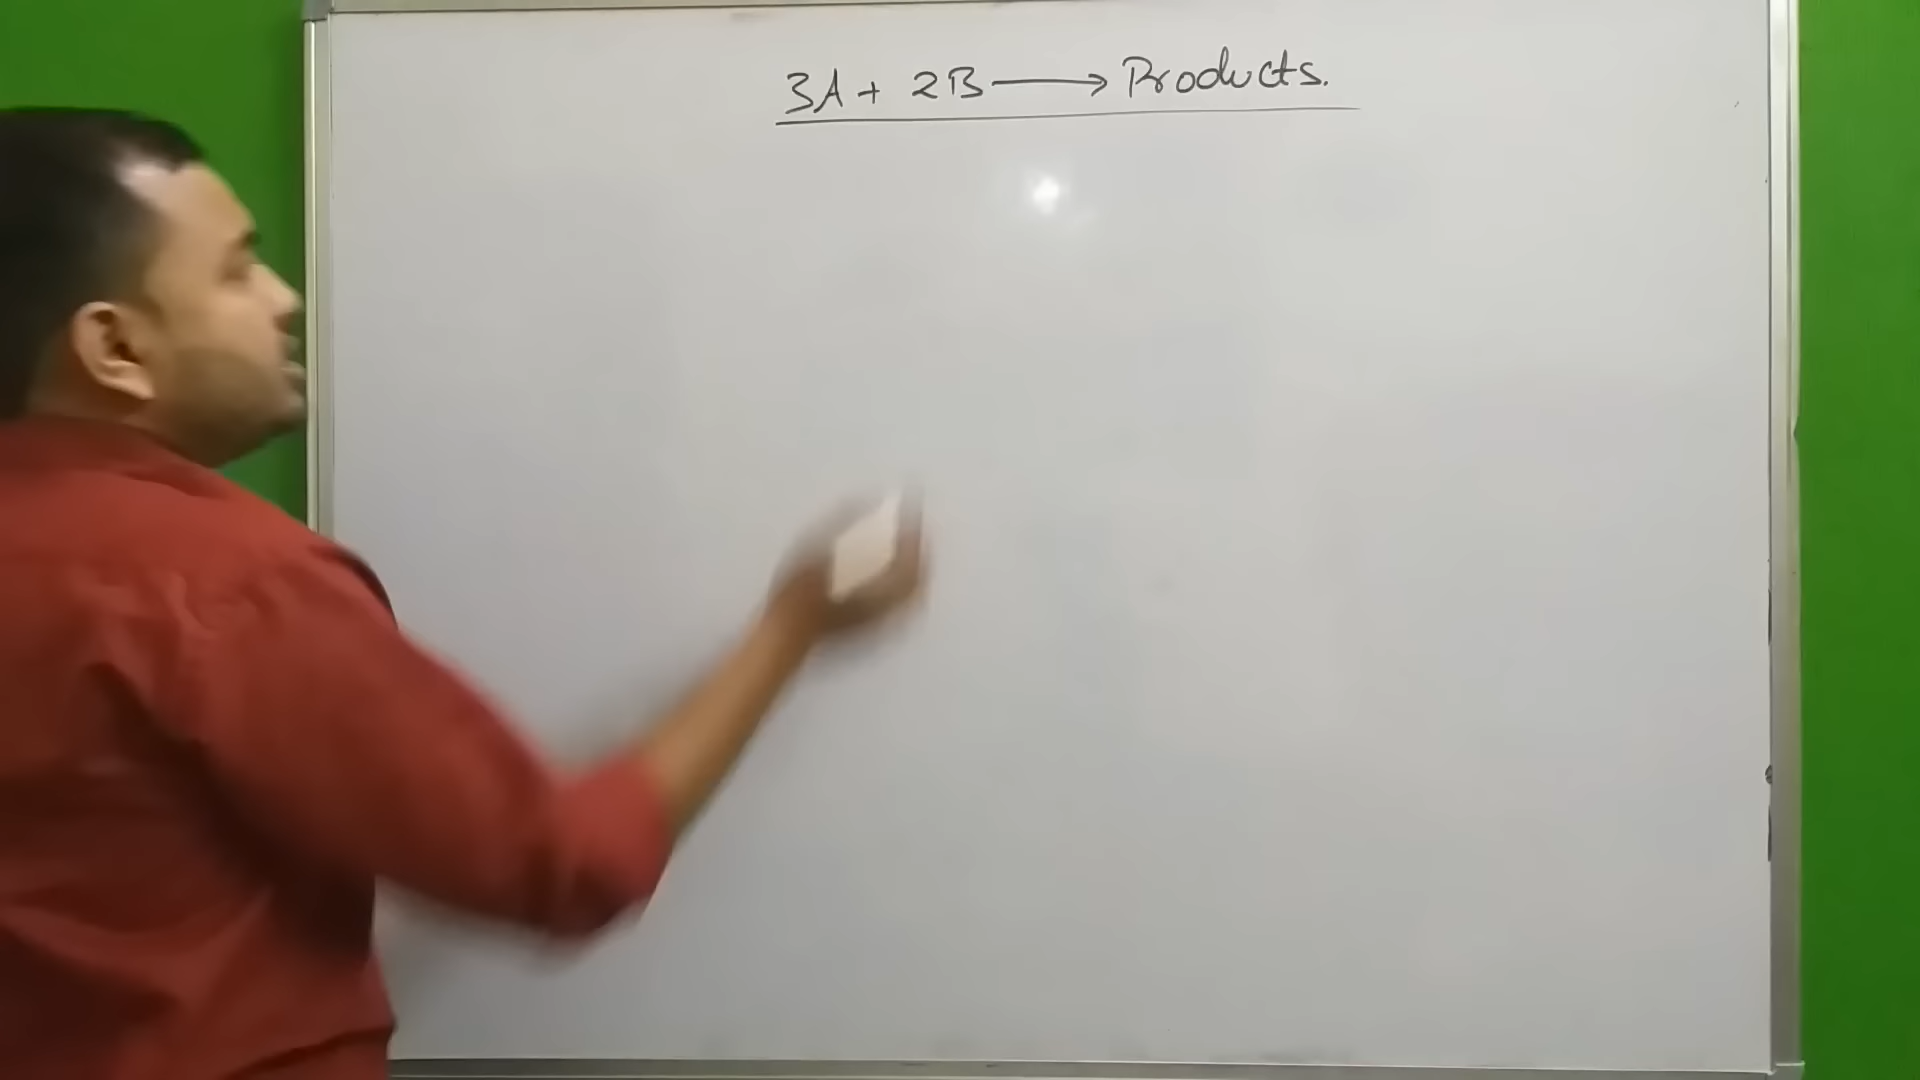 3A + 2B ⟶ Products.